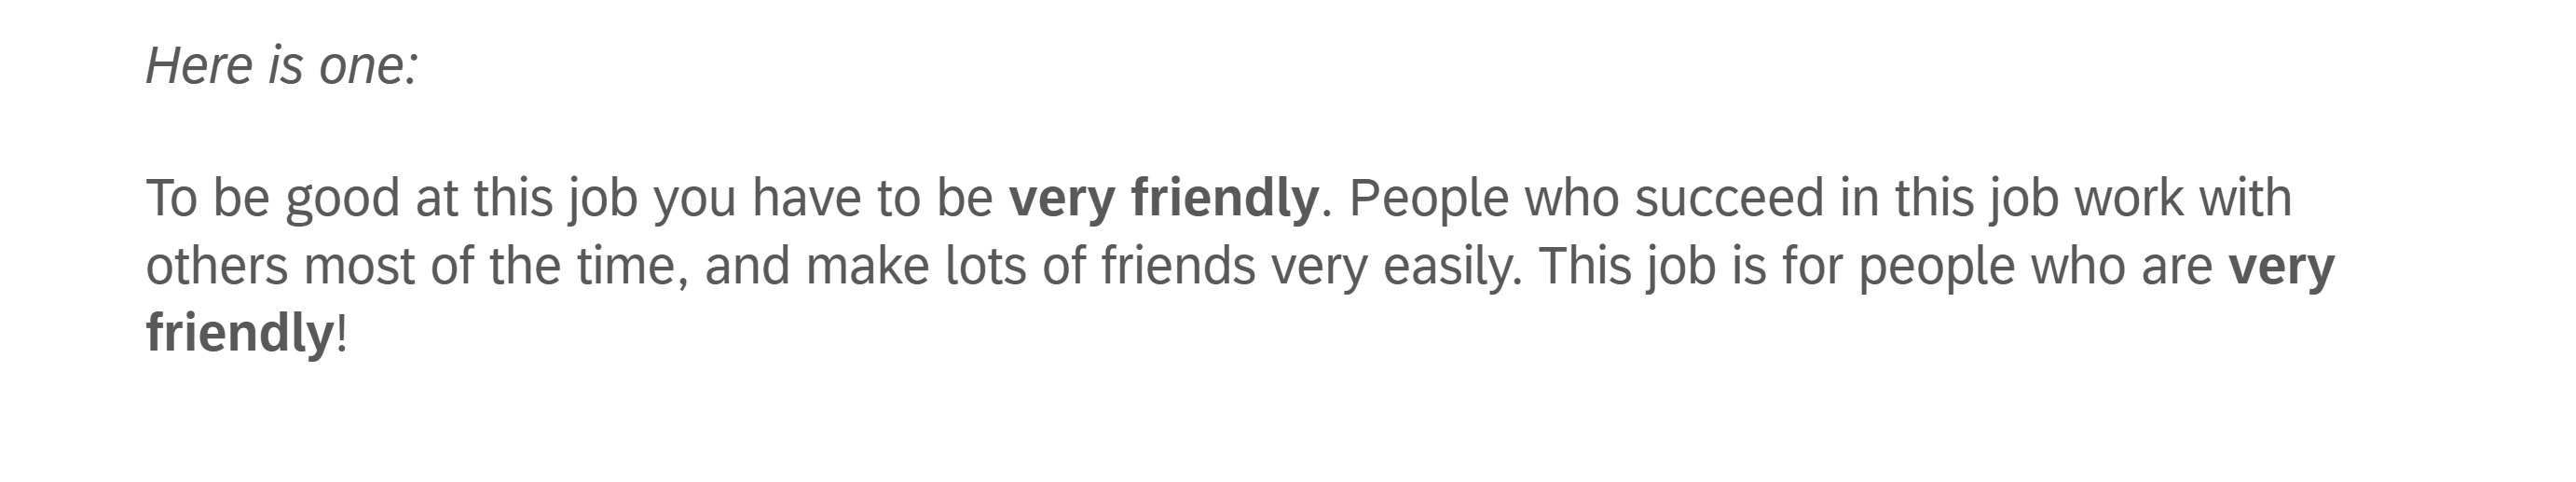 Here is one:
To be good at this job you have to be very friendly. People who succeed in this job work with
others most of the time, and make lots of friends very easily. This job is for people who are very
friendly!